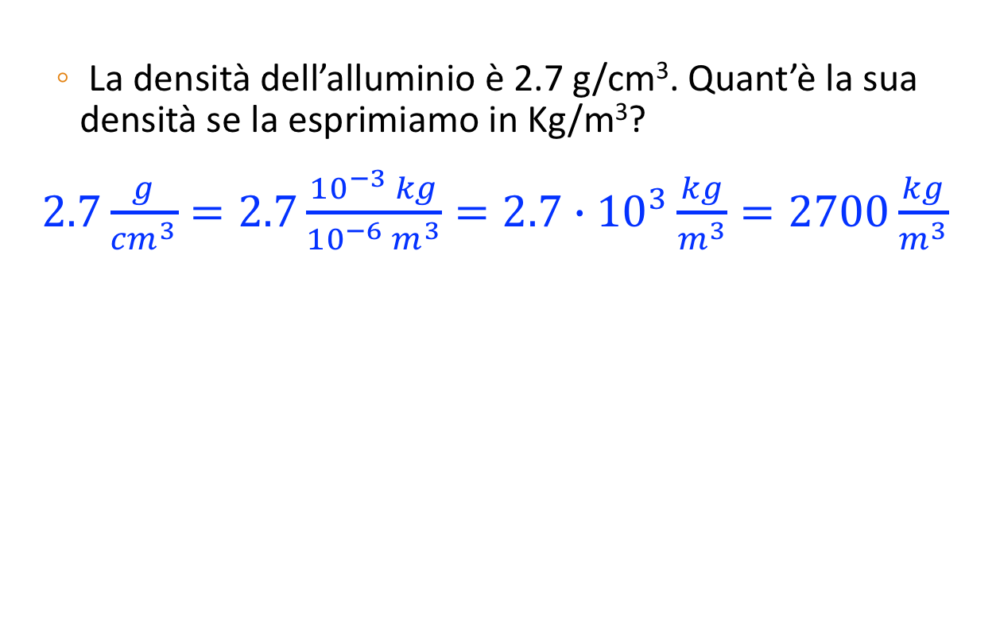 ◦ La densità dell’alluminio è 2.7 g/cm³. Quant’è la sua
densità se la esprimiamo in Kg/m³?
2.7 g/cm³ = 2.7 10⁻³ kg/10⁻⁶ m³ = 2.7 · 10³ kg/m³ = 2700 kg/m³